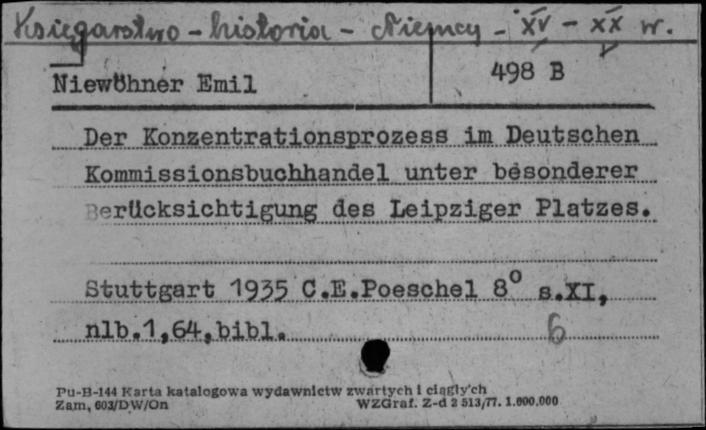 Księgarstwo - historia - Niemcy - XV - XX w.
498 B
Niewöhner Emil
Der Konzentrationsprozess im Deutschen
Kommissionsbuchhandel unter besonderer
Berücksichtigung des Leipziger Platzes.
Stuttgart 1935 C.E.Poeschel 8⁰ s.XI,
nlb.1,64,bibl.
6
Pu-B-144 Karta katalogowa wydawnictw zwartych i ciągłych
Zam, 603/DW/On WZGraf. Z-d 2 513/77. 1.000.000